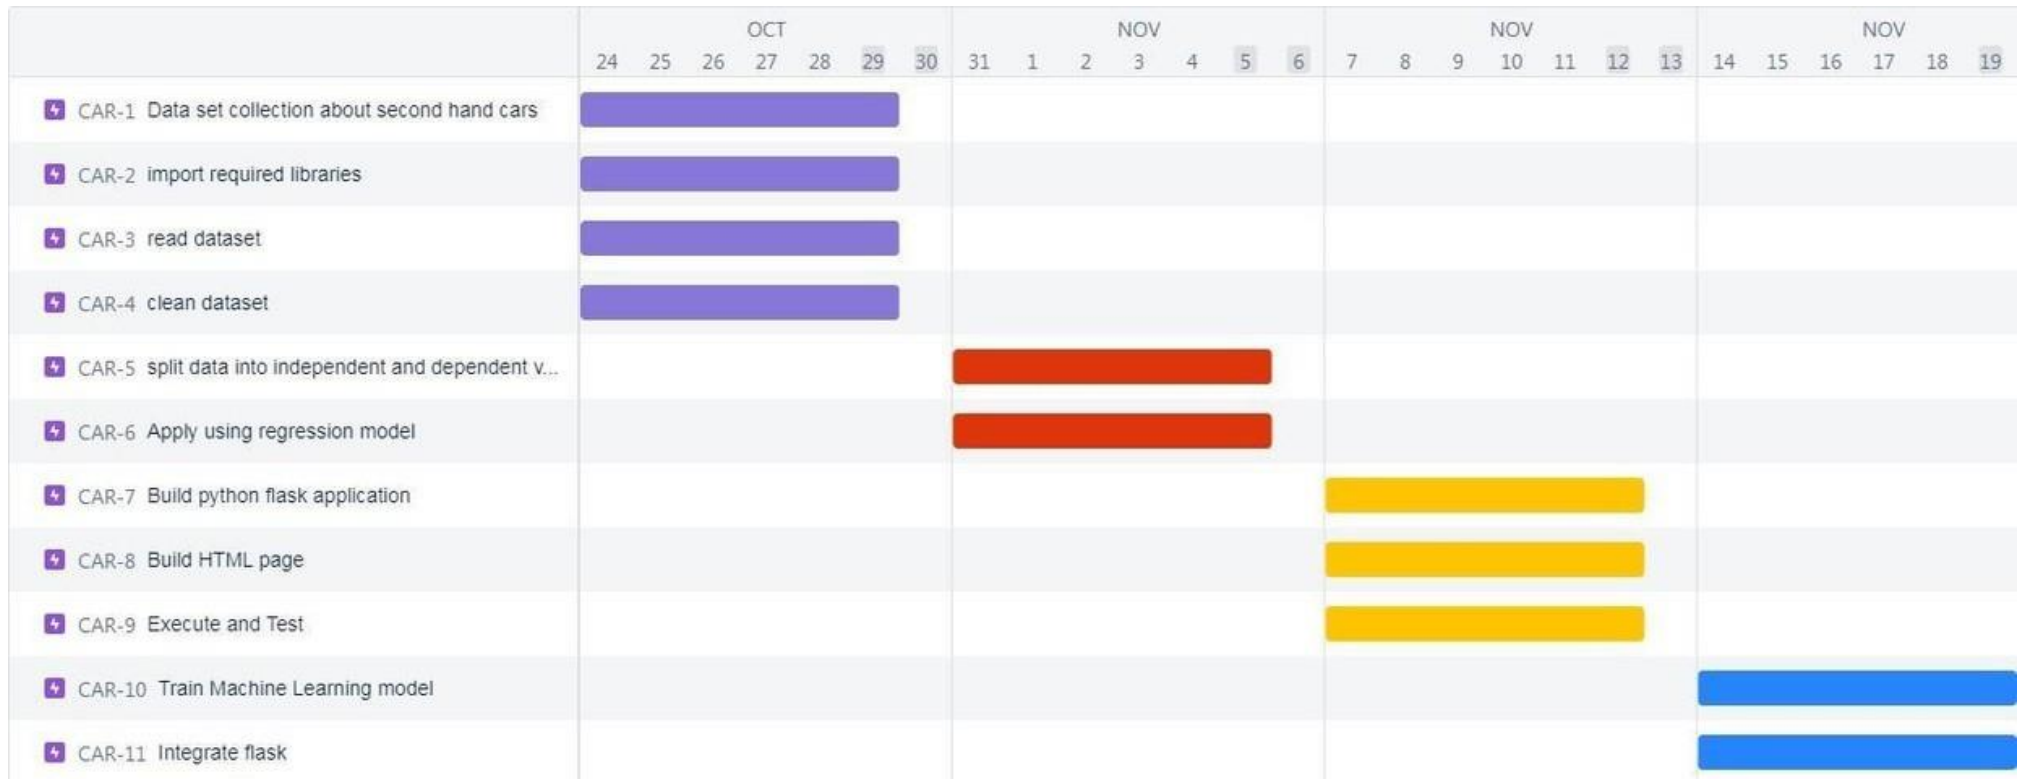 OCT NOV NOV NOV
24 25 26 27 28 29 30 31 1 2 3 4 5 6 7 8 9 10 11 12 13 14 15 16 17 18 19
CAR-1 Data set collection about second hand cars
CAR-2 import required libraries
CAR-3 read dataset
CAR-4 clean dataset
CAR-5 split data into independent and dependent v...
CAR-6 Apply using regression model
CAR-7 Build python flask application
CAR-8 Build HTML page
CAR-9 Execute and Test
CAR-10 Train Machine Learning model
CAR-11 Integrate flask